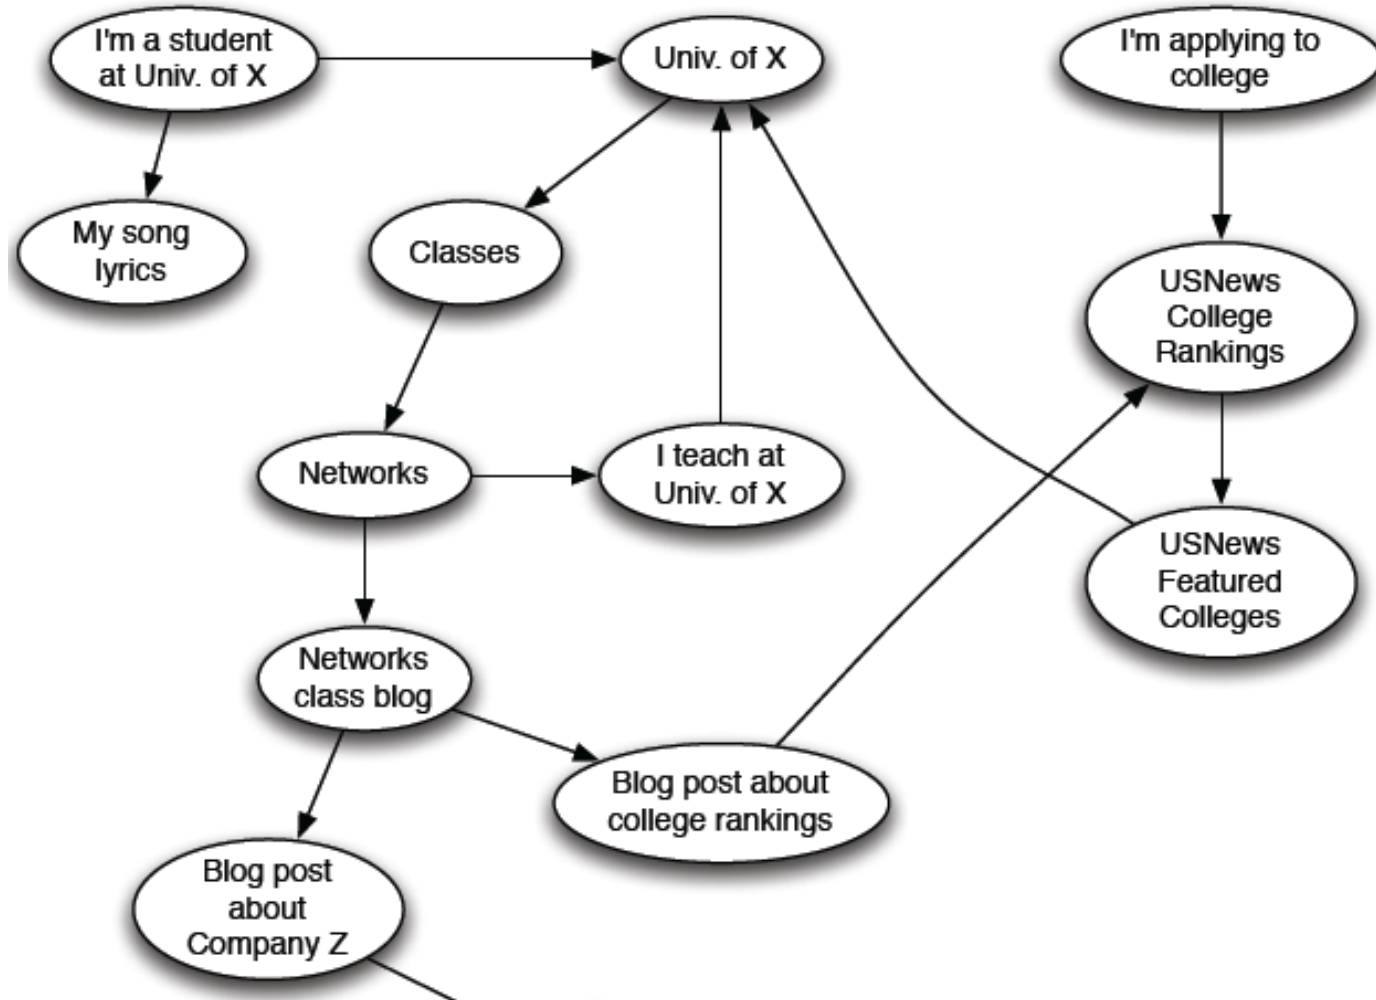 I'm a student
at Univ. of X
Univ. of X
I'm applying to
college
My song
lyrics
Classes
USNews
College
Rankings
Networks
I teach at
Univ. of X
USNews
Featured
Colleges
Networks
class blog
Blog post about
college rankings
Blog post
about
Company Z